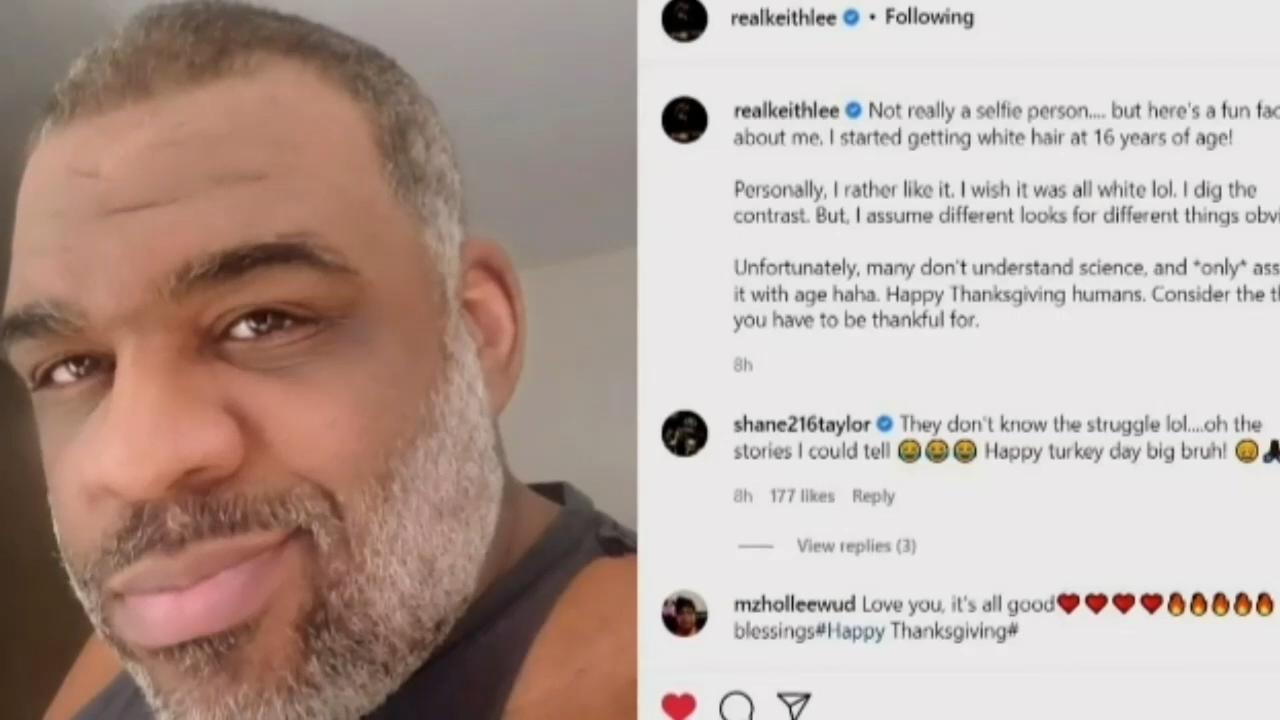 realkeithlee • Following
realkeithlee Not really a selfie person.... but here's a fun
about me. I started getting white hair at 16 years of age!
Personally, I rather like it. I wish it was all white lol. I dig the
contrast. But, I assume different looks for different things
Unfortunately, many don't understand science, and *only*
it with age haha. Happy Thanksgiving humans. Consider the
you have to be thankful for.
8h
shane216taylor They don't know the struggle lol....oh the
stories I could tell 😂😂😂 Happy turkey day big bruh!
8h 177 likes Reply
View replies (3)
mzholleewud Love you, it's all good❤️❤️❤️❤️🔥🔥🔥🔥🔥
blessings#Happy Thanksgiving#